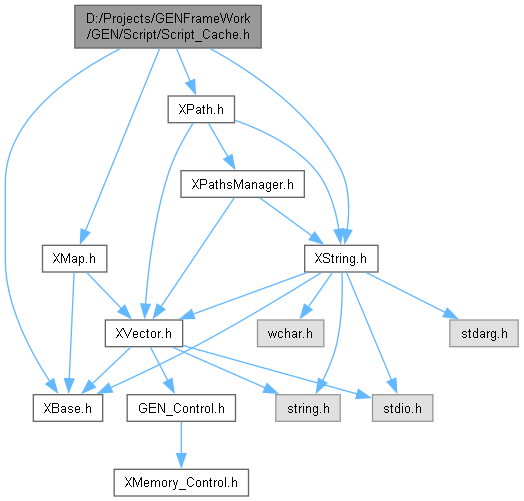 D:/Projects/GENFrameWork
/GEN/Script/Script_Cache.h
XPath.h
XPathsManager.h
XMap.h
XString.h
XVector.h
wchar.h
stdarg.h
XBase.h
GEN_Control.h
string.h
stdio.h
XMemory_Control.h